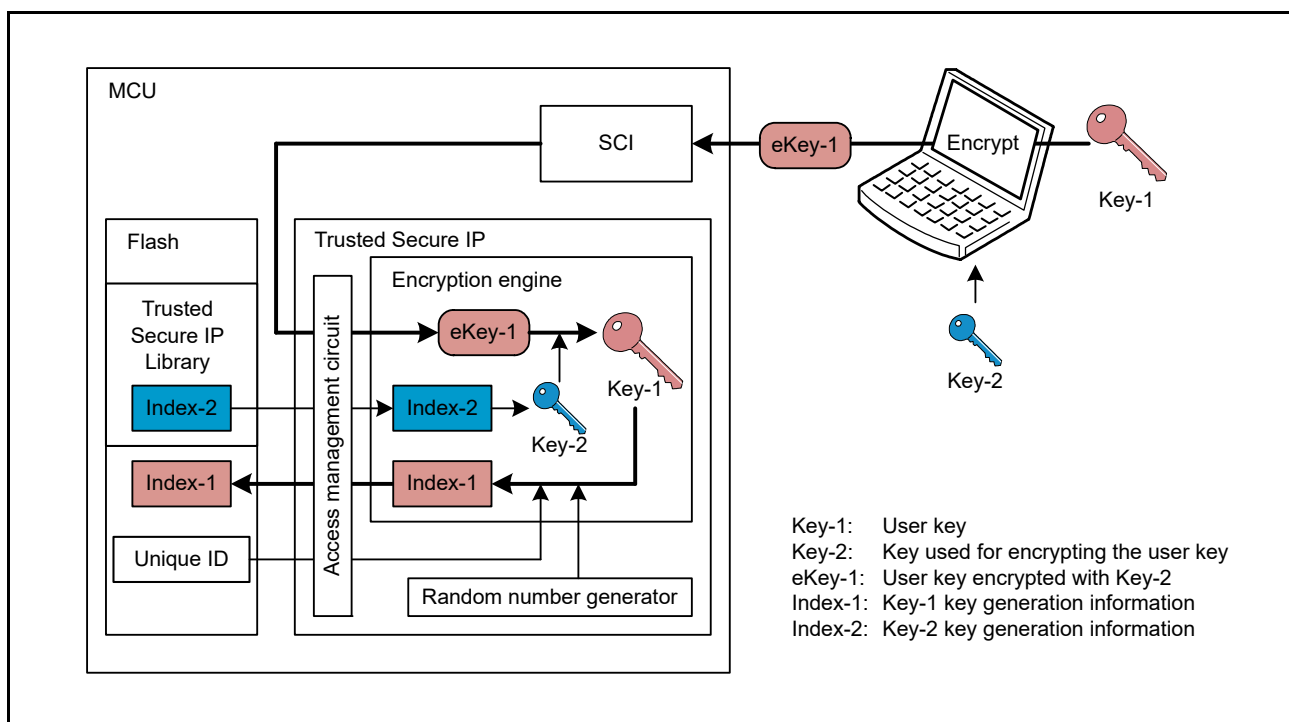 MCU
SCI
eKey-1
Encrypt
Key-1
Key-2
Flash
Trusted
Secure IP
Library
Index-2
Index-1
Unique ID
Trusted Secure IP
Access management circuit
Encryption engine
eKey-1
Key-1
Index-2
Key-2
Index-1
Random number generator
Key-1: User key
Key-2: Key used for encrypting the user key
eKey-1: User key encrypted with Key-2
Index-1: Key-1 key generation information
Index-2: Key-2 key generation information